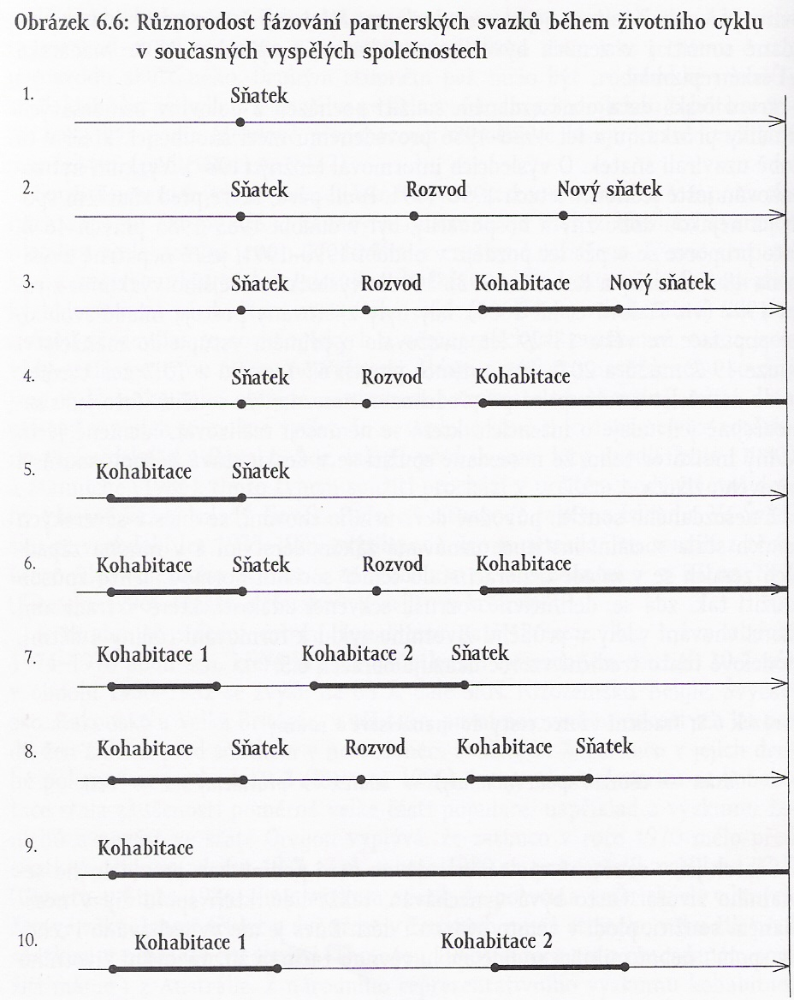 Obrázek 6.6: Různorodost fázování partnerských svazků během životního cyklu
v současných vyspělých společnostech
1. Sňatek
2. Sňatek Rozvod Nový sňatek
3. Sňatek Rozvod Kohabitace Nový sňatek
4. Sňatek Rozvod Kohabitace
5. Kohabitace Sňatek
6. Kohabitace Sňatek Rozvod Kohabitace
7. Kohabitace 1 Kohabitace 2 Sňatek
8. Kohabitace Sňatek Rozvod Kohabitace Sňatek
9. Kohabitace
10. Kohabitace 1 Kohabitace 2